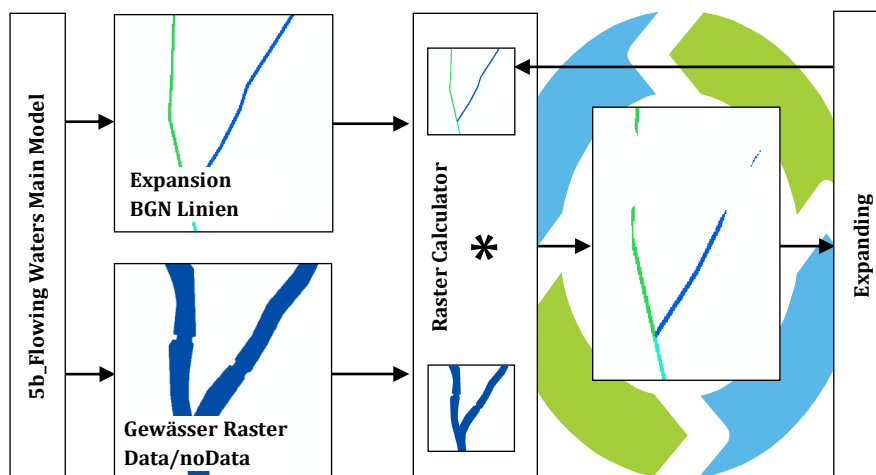 5b_Flowing Waters Main Model
Expansion
BGN Linien
Gewässer Raster
Data/noData
Raster Calculator
*
Expanding